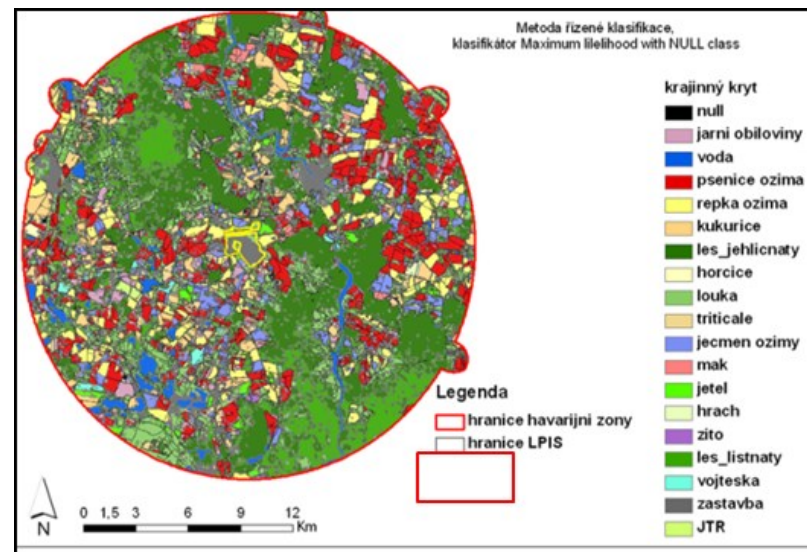 Metoda řízené klasifikace,
klasifikátor Maximum lilelihood with NULL class
krajinný kryt
null
jarni obiloviny
voda
psenice ozima
repka ozima
kukurice
les_jehlicnaty
horcice
louka
triticale
jecmen ozimy
mak
jetel
hrach
zito
les_listnaty
vojteska
zastavba
JTR
Legenda
hranice havarijni zony
hranice LPIS
N
0 1,5 3 6 9 12
Km